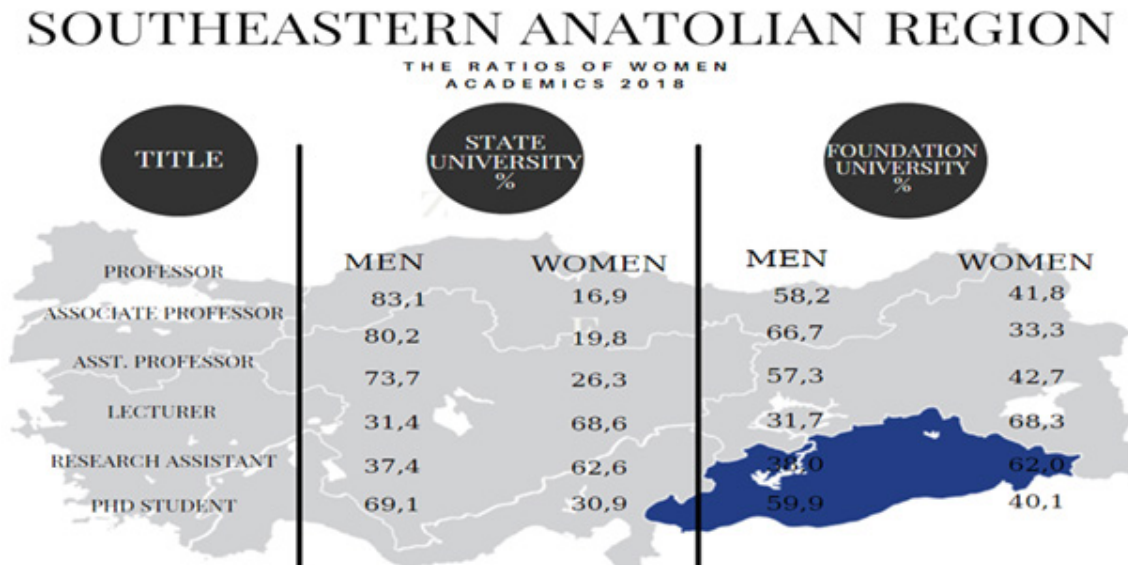 SOUTHEASTERN ANATOLIAN REGION
THE RATIOS OF WOMEN
ACADEMICS 2018
TITLE
STATE
UNIVERSITY
%
FOUNDATION
UNIVERSITY
%
MEN WOMEN MEN WOMEN
PROFESSOR 83,1 16,9 58,2 41,8
ASSOCIATE PROFESSOR 80,2 19,8 66,7 33,3
ASST. PROFESSOR 73,7 26,3 57,3 42,7
LECTURER 31,4 68,6 31,7 68,3
RESEARCH ASSISTANT 37,4 62,6 38,0 62,0
PHD STUDENT 69,1 30,9 59,9 40,1